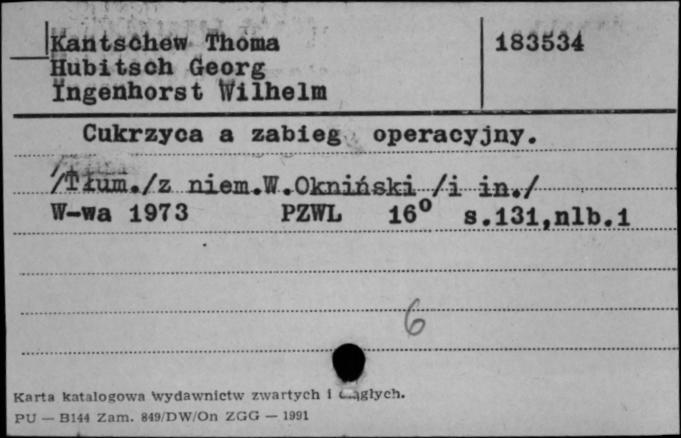 Kantschew Thoma 183534
Hubitsch Georg
Ingenhorst Wilhelm
Cukrzyca a zabieg operacyjny.
/Tłum./z niem.W.Okniński /i in./
W-wa 1973 PZWL 16⁰ s.131,nlb.1
6
Karta katalogowa wydawnictw zwartych i ciągłych.
PU — B144 Zam. 849/DW/On ZGG — 1991